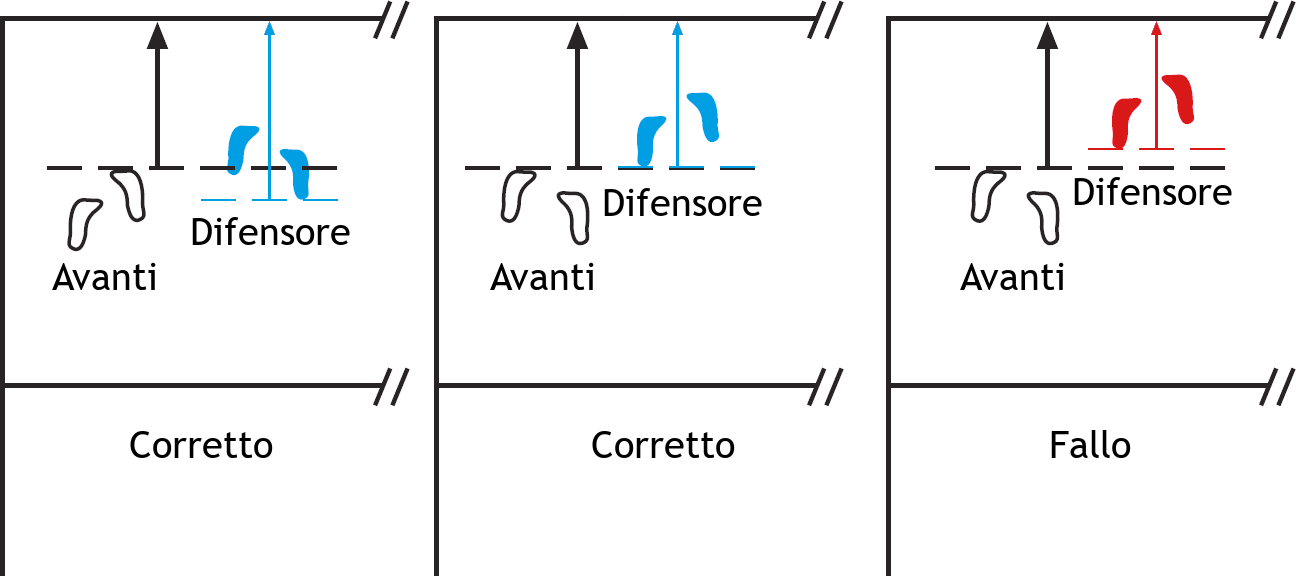 Difensore
Avanti
Corretto
Difensore
Avanti
Corretto
Difensore
Avanti
Fallo